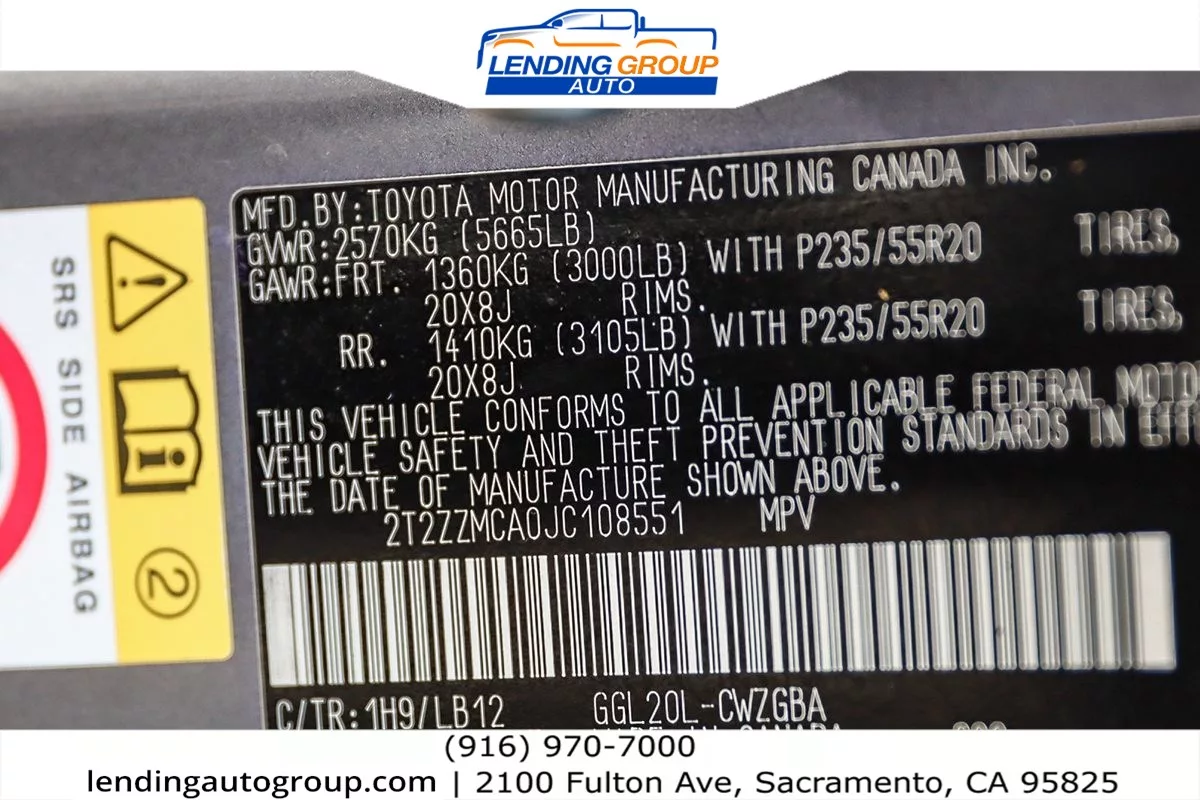 LENDING GROUP
AUTO
MFD.BY:TOYOTA MOTOR MANUFACTURING CANADA INC.
GVWR:2570KG (5665LB)
GAWR:FRT. 1360KG (3000LB) WITH P235/55R20 TIRES,
20X8J RIMS.
RR. 1410KG (3105LB) WITH P235/55R20 TIRES,
20X8J RIMS.
THIS VEHICLE CONFORMS TO ALL APPLICABLE FEDERAL MOTO
VEHICLE SAFETY AND THEFT PREVENTION STANDARDS IN EFF
THE DATE OF MANUFACTURE SHOWN ABOVE.
2T2ZZMCA0JC108551 MPV
C/TR:1H9/LB12 GGL20L-CWZGBA
SRS SIDE AIRBAG
2
(916) 970-7000
lendingautogroup.com | 2100 Fulton Ave, Sacramento, CA 95825